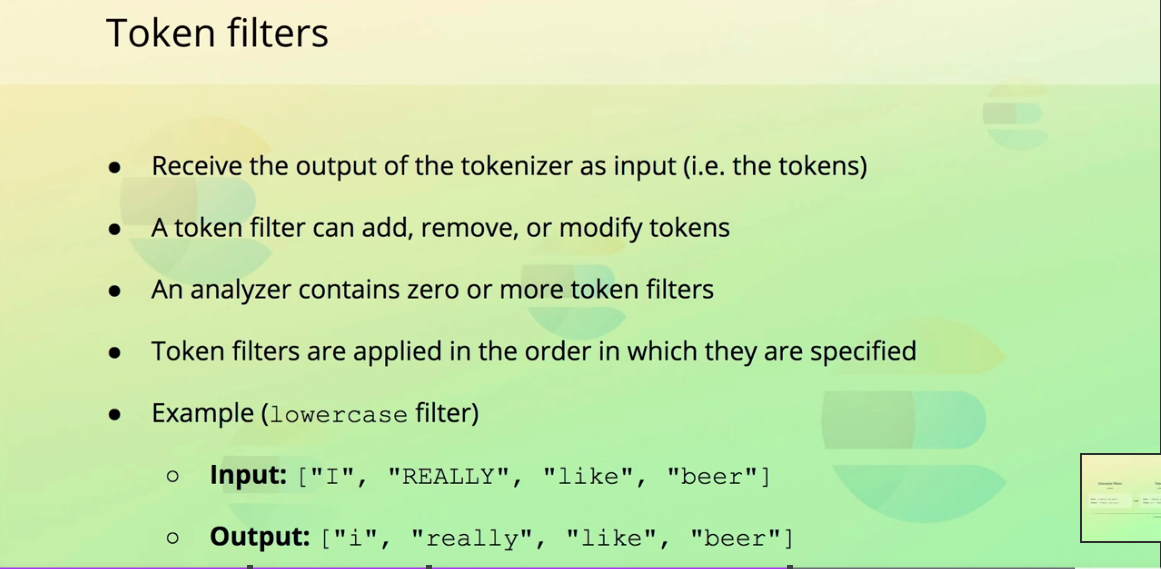 Token filters
● Receive the output of the tokenizer as input (i.e. the tokens)
● A token filter can add, remove, or modify tokens
● An analyzer contains zero or more token filters
● Token filters are applied in the order in which they are specified
● Example (lowercase filter)
○ Input: ["I", "REALLY", "like", "beer"]
○ Output: ["i", "really", "like", "beer"]